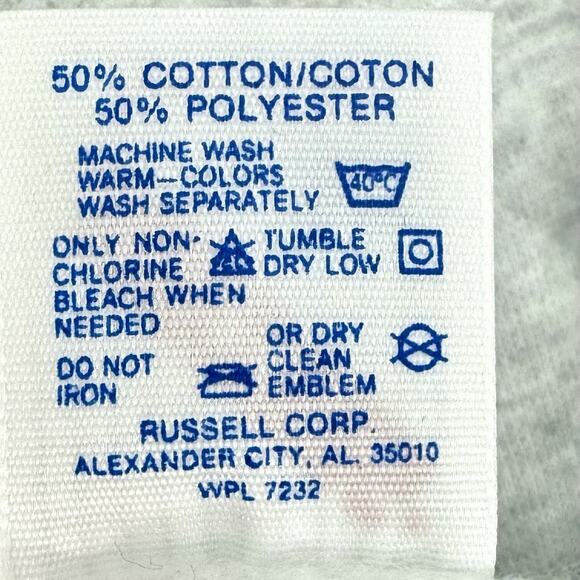 50% COTTON/COTON
50% POLYESTER
MACHINE WASH
WARM-COLORS
WASH SEPARATELY
40°C
ONLY NON-
CHLORINE
BLEACH WHEN
NEEDED
TUMBLE
DRY LOW
DO NOT
IRON
OR DRY
CLEAN
EMBLEM
RUSSELL CORP.
ALEXANDER CITY, AL. 35010
WPL 7232